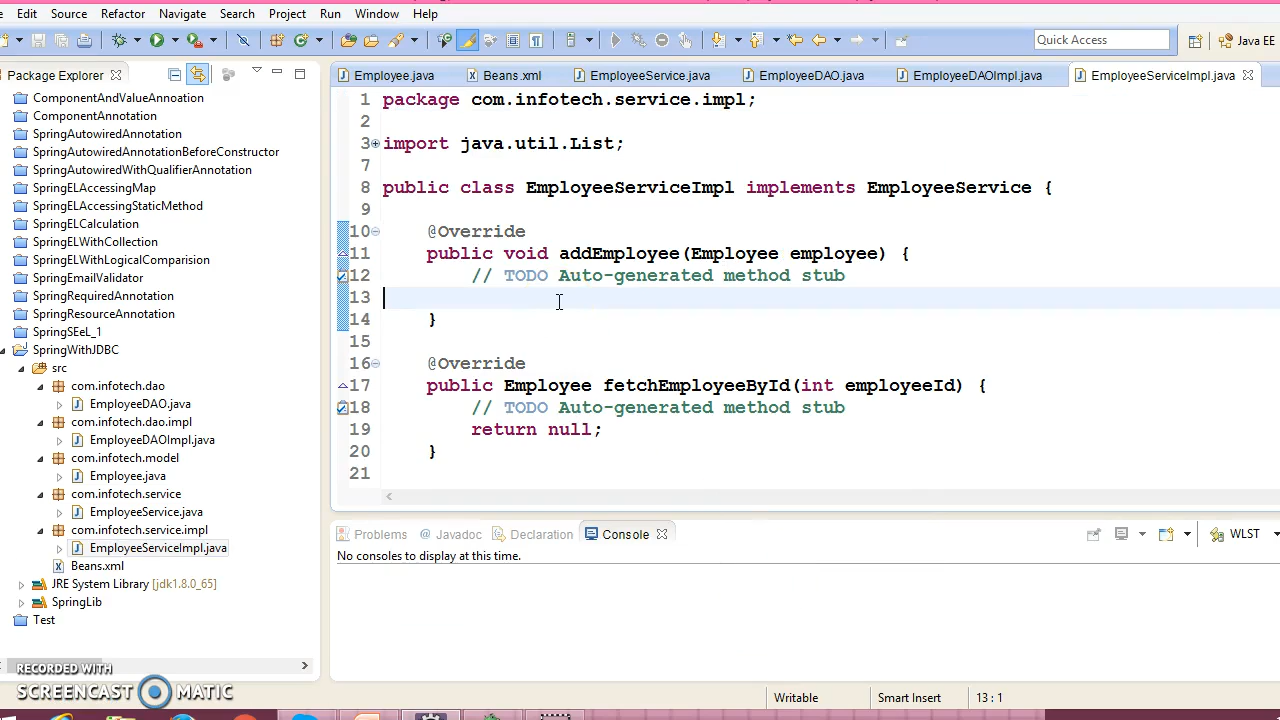 Edit Source Refactor Navigate Search Project Run Window Help
Quick Access
Java EE
Package Explorer
ComponentAndValueAnnoation
ComponentAnnotation
SpringAutowiredAnnotation
SpringAutowiredAnnotationBeforeConstructor
SpringAutowiredWithQualifierAnnotation
SpringELAccessingMap
SpringELAccessingStaticMethod
SpringELCalculation
SpringELWithCollection
SpringELWithLogicalComparision
SpringEmailValidator
SpringRequiredAnnotation
SpringResourceAnnotation
SpringSEeL_1
SpringWithJDBC
src
com.infotech.dao
EmployeeDAO.java
com.infotech.dao.impl
EmployeeDAOImpl.java
com.infotech.model
Employee.java
com.infotech.service
EmployeeService.java
com.infotech.service.impl
EmployeeServiceImpl.java
Beans.xml
JRE System Library [jdk1.8.0_65]
SpringLib
Test
RECORDED WITH
SCREENCAST MATIC
Employee.java Beans.xml EmployeeService.java EmployeeDAO.java EmployeeDAOImpl.java EmployeeServiceImpl.java
1 package com.infotech.service.impl;
2
3 import java.util.List;
7
8 public class EmployeeServiceImpl implements EmployeeService {
9
10 @Override
11 public void addEmployee(Employee employee) {
12 // TODO Auto-generated method stub
13
14 }
15
16 @Override
17 public Employee fetchEmployeeById(int employeeId) {
18 // TODO Auto-generated method stub
19 return null;
20 }
21
Problems @ Javadoc Declaration Console
WLST
No consoles to display at this time.
Writable Smart Insert 13 : 1